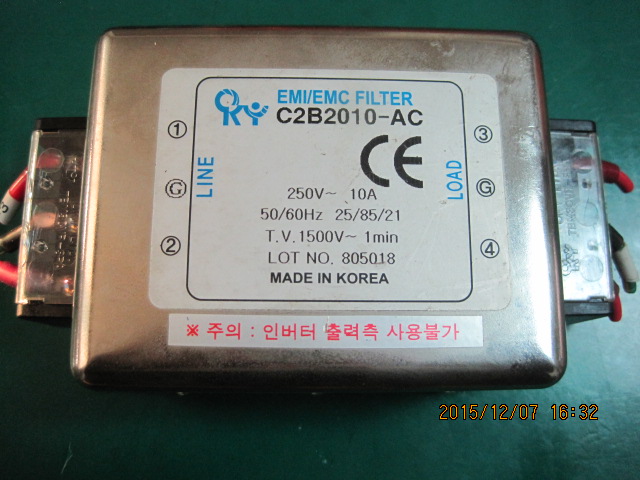 OKY EMI/EMC FILTER
C2B2010-AC
CE
① ③
G LINE LOAD G
② ④
250V~ 10A
50/60Hz 25/85/21
T.V.1500V~ 1min
LOT NO. 805018
MADE IN KOREA
※ 주의 : 인버터 출력측 사용불가
2015/12/07 16:32